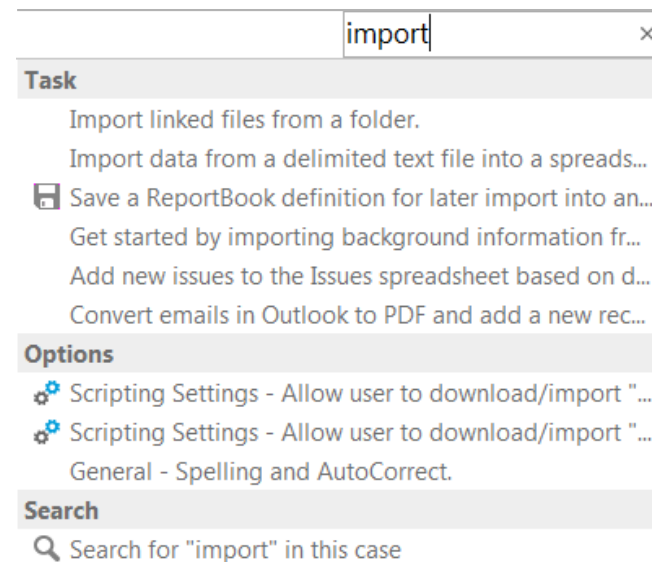 import
Task
Import linked files from a folder.
Import data from a delimited text file into a spreads...
Save a ReportBook definition for later import into an...
Get started by importing background information fr...
Add new issues to the Issues spreadsheet based on d...
Convert emails in Outlook to PDF and add a new rec...
Options
Scripting Settings - Allow user to download/import "...
Scripting Settings - Allow user to download/import "...
General - Spelling and AutoCorrect.
Search
Search for "import" in this case